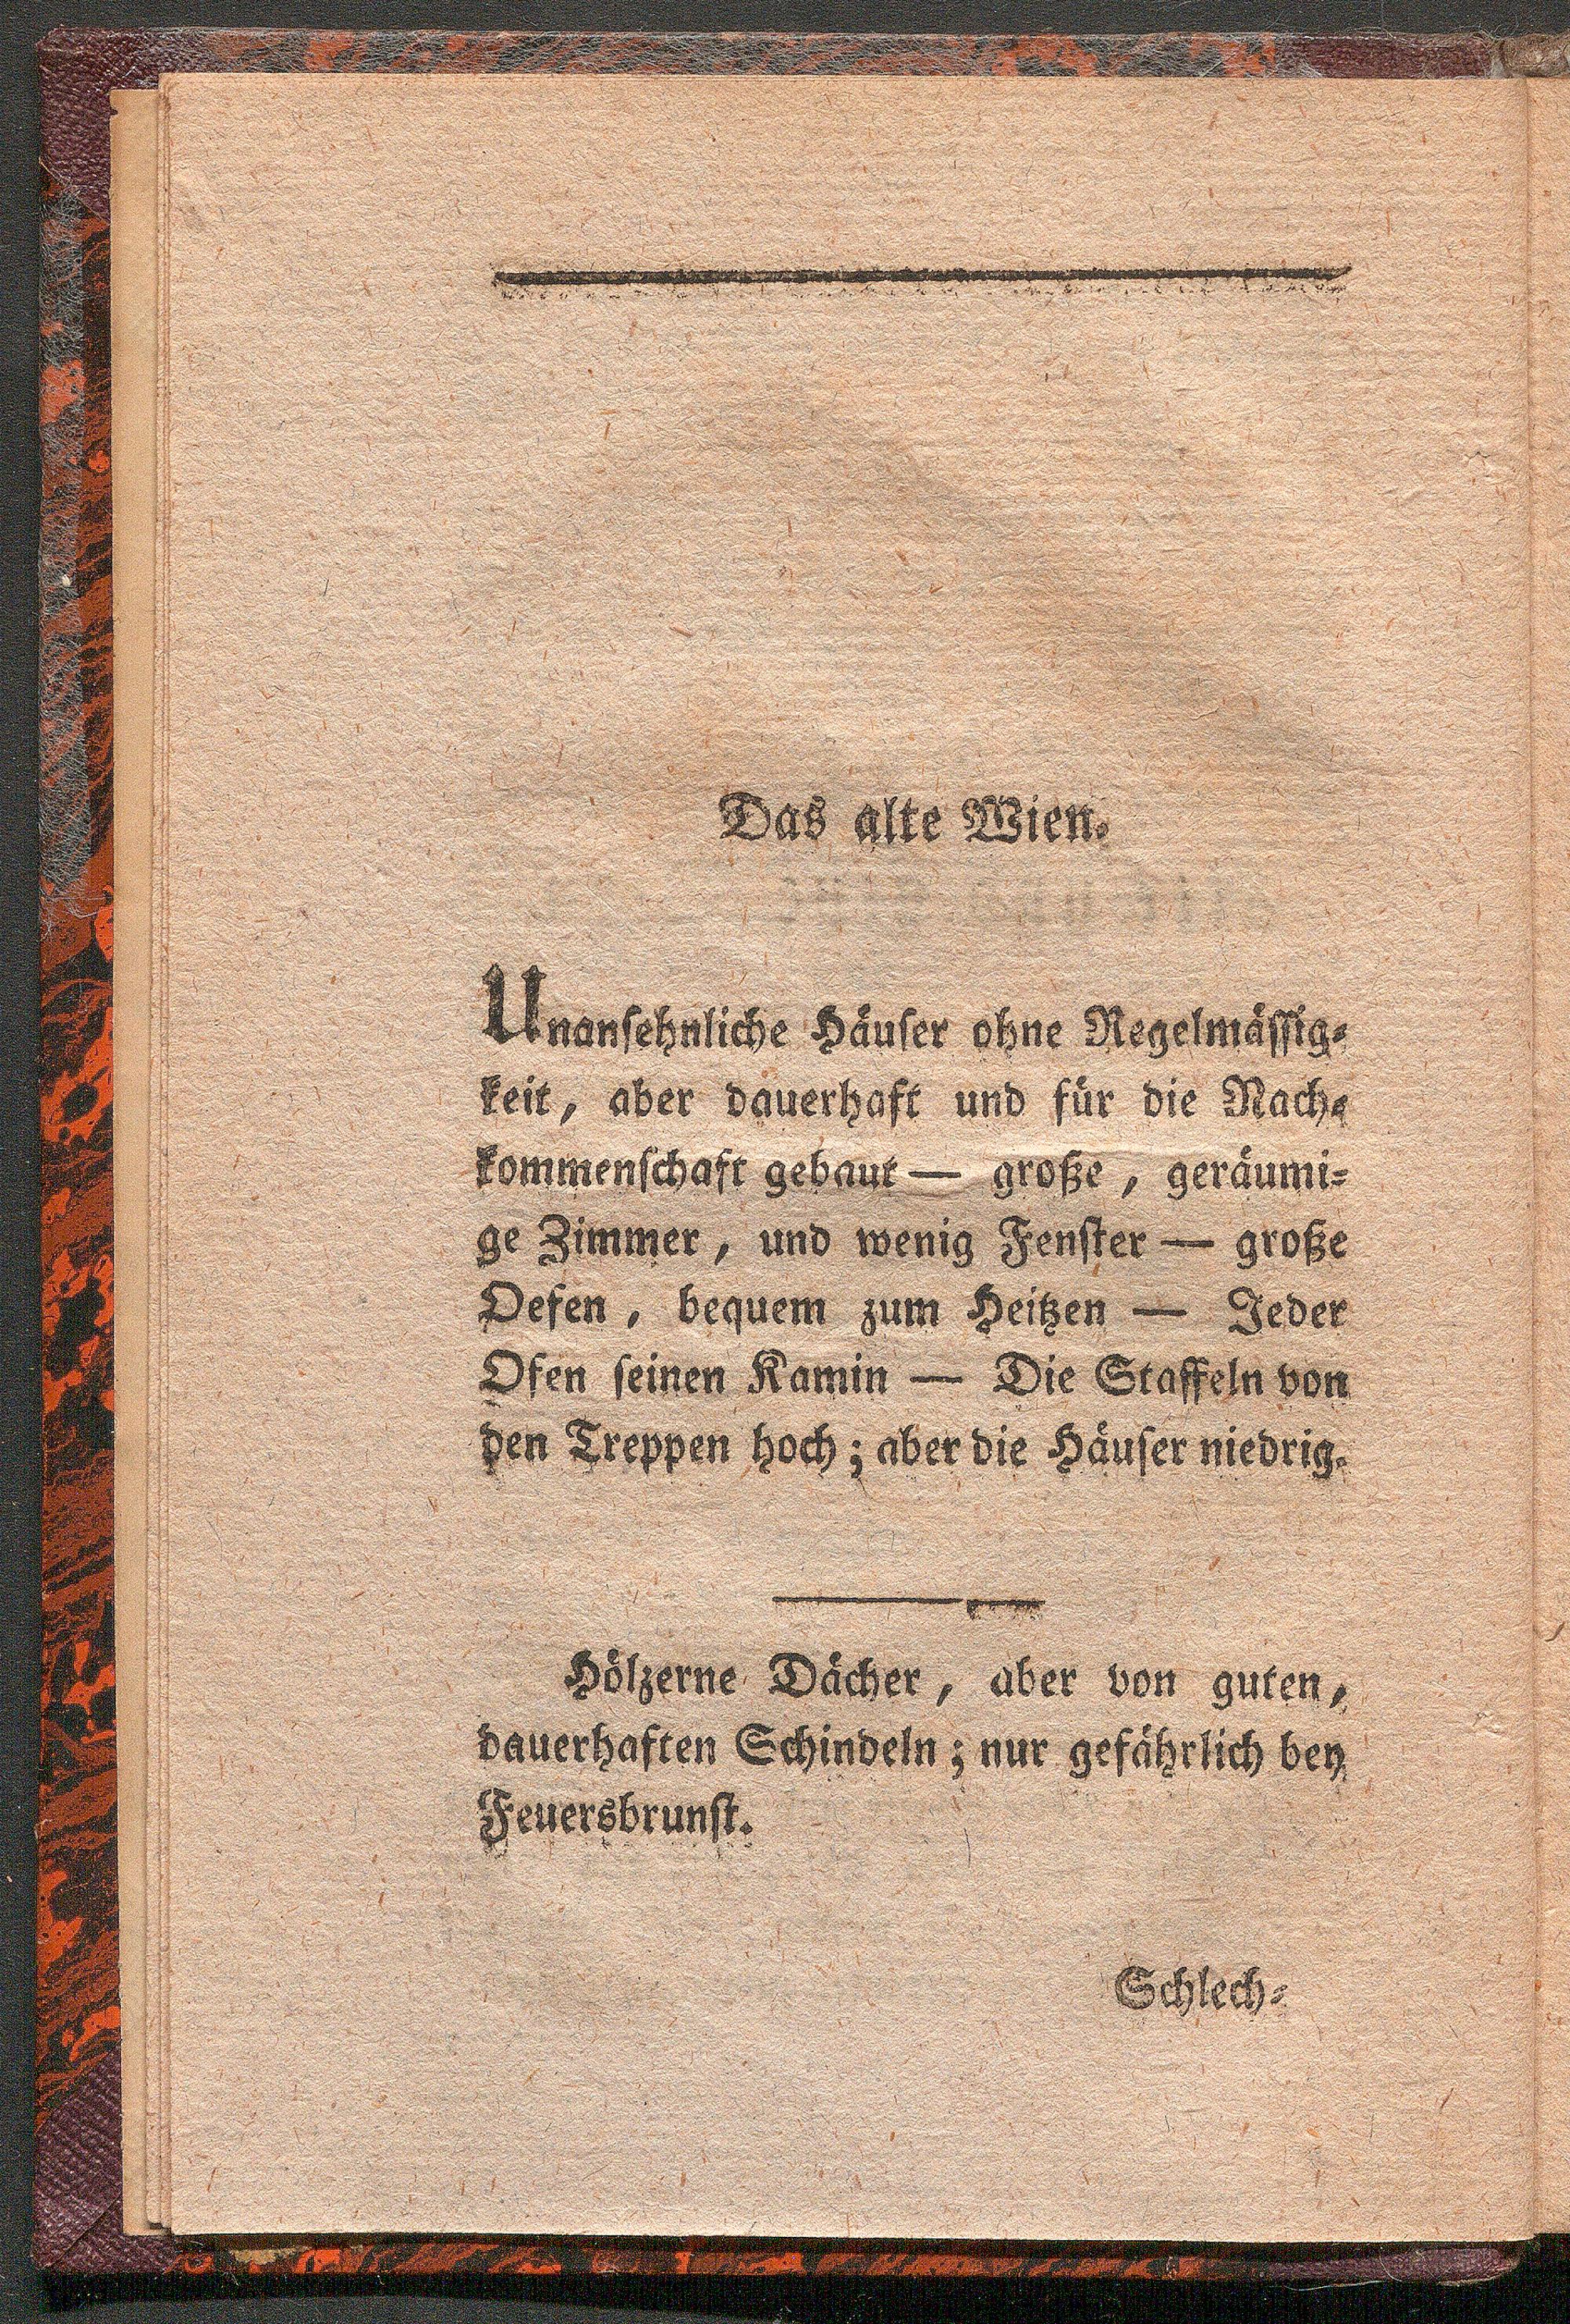 Das alte Wien.
Unansehnliche Häuser ohne Regelmässig-
keit, aber dauerhaft und für die Nach-
kommenschaft gebaut — große, geräumi-
ge Zimmer, und wenig Fenster — große
Oefen, bequem zum Heitzen — Jeder
Ofen seinen Kamin — Die Staffeln von
den Treppen hoch; aber die Häuser niedrig.
Hölzerne Dächer, aber von guten,
dauerhaften Schindeln; nur gefährlich bey
Feuersbrunst.
Schlech-